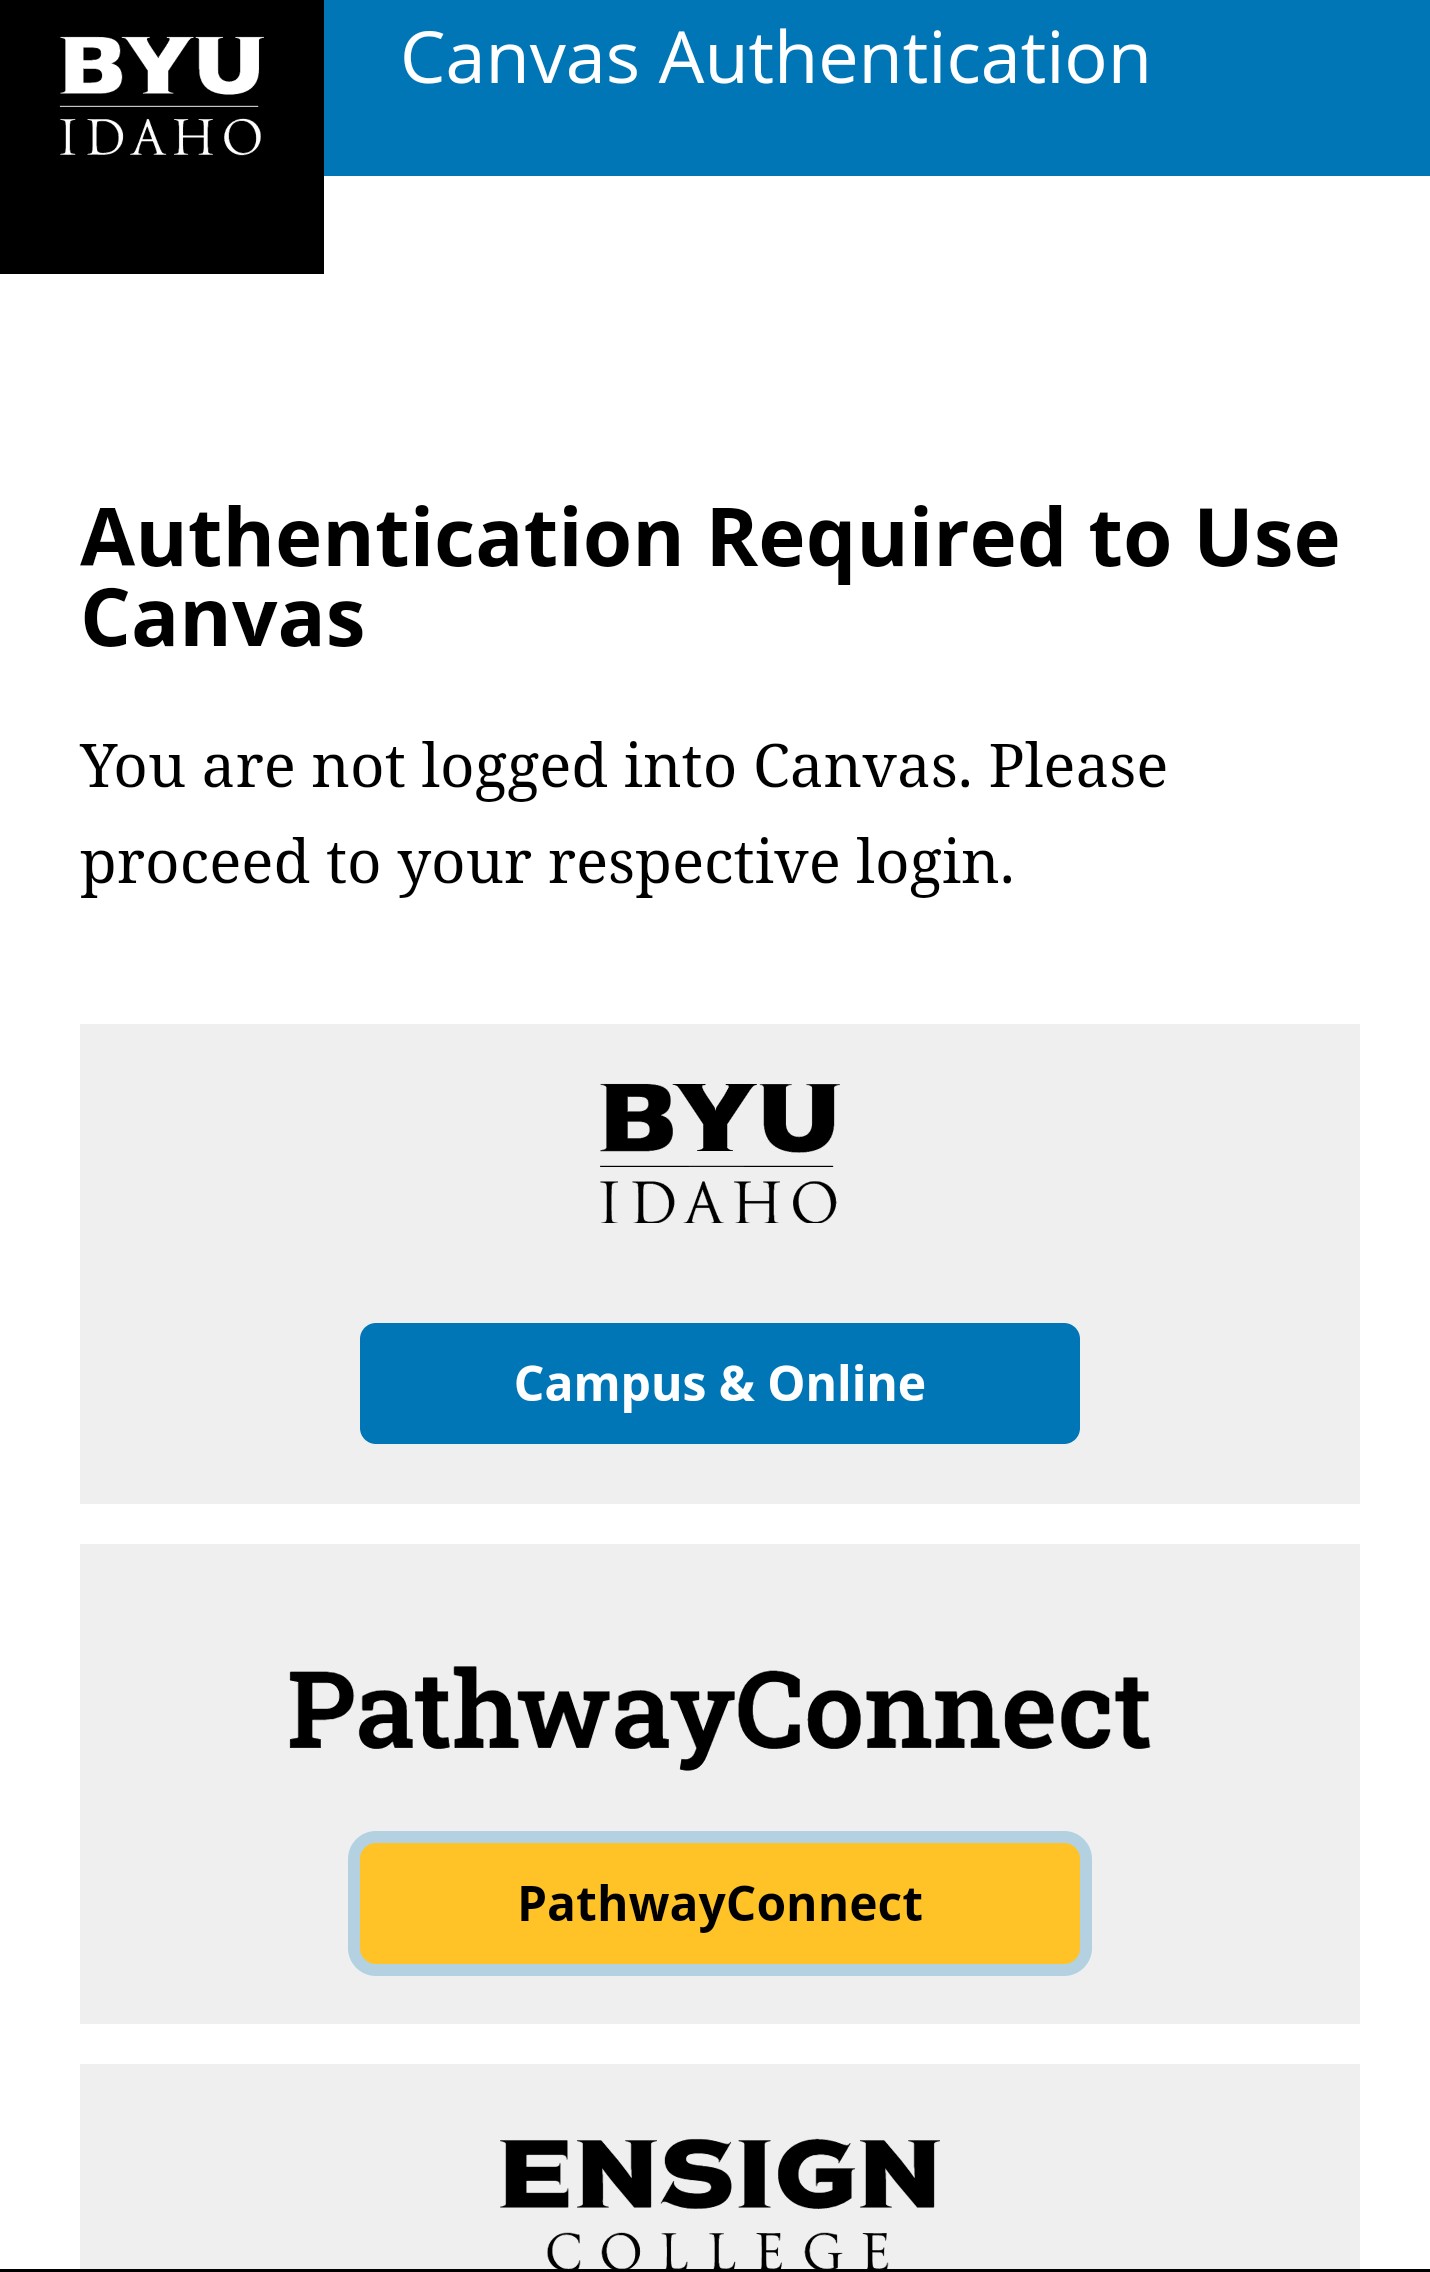 BYU
IDAHO
Canvas Authentication
Authentication Required to Use
Canvas
You are not logged into Canvas. Please
proceed to your respective login.
BYU
IDAHO
Campus & Online
PathwayConnect
PathwayConnect
ENSIGN
COLLEGE